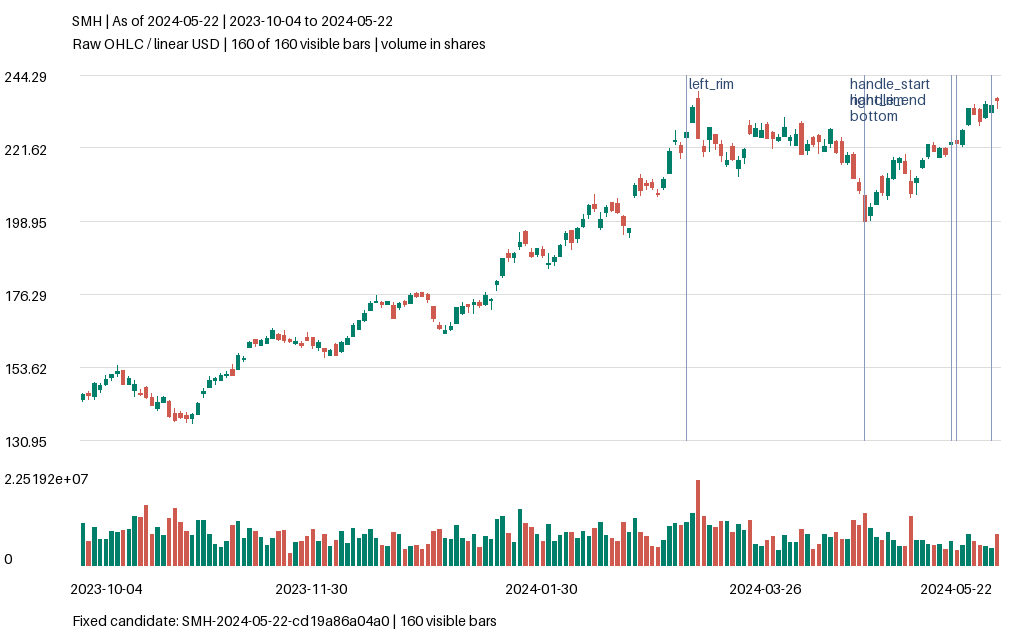 SMH | As of 2024-05-22 | 2023-10-04 to 2024-05-22
Raw OHLC / linear USD | 160 of 160 visible bars | volume in shares
244.29
left_rim
handle_start
handle_end
bottom
221.62
198.95
176.29
153.62
130.95
2.25192e+07
0
2023-10-04
2023-11-30
2024-01-30
2024-03-26
2024-05-22
Fixed candidate: SMH-2024-05-22-cd19a86a04a0 | 160 visible bars